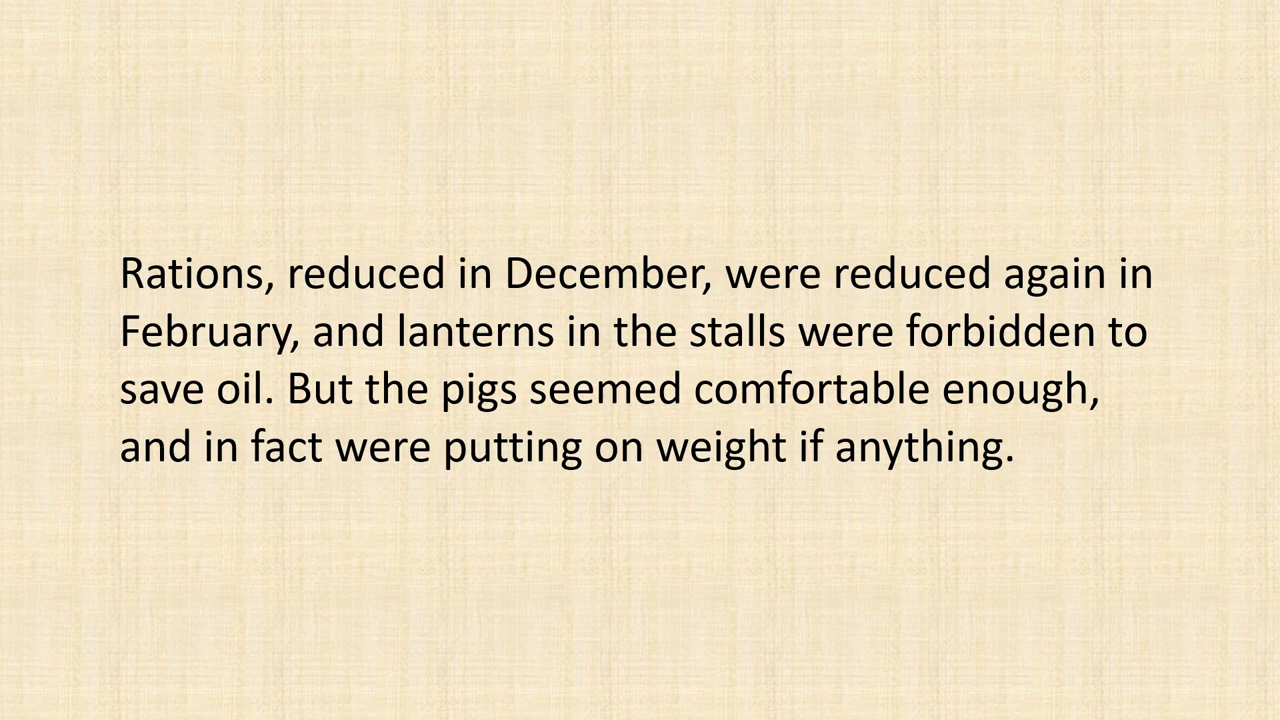 Rations, reduced in December, were reduced again in
February, and lanterns in the stalls were forbidden to
save oil. But the pigs seemed comfortable enough,
and in fact were putting on weight if anything.